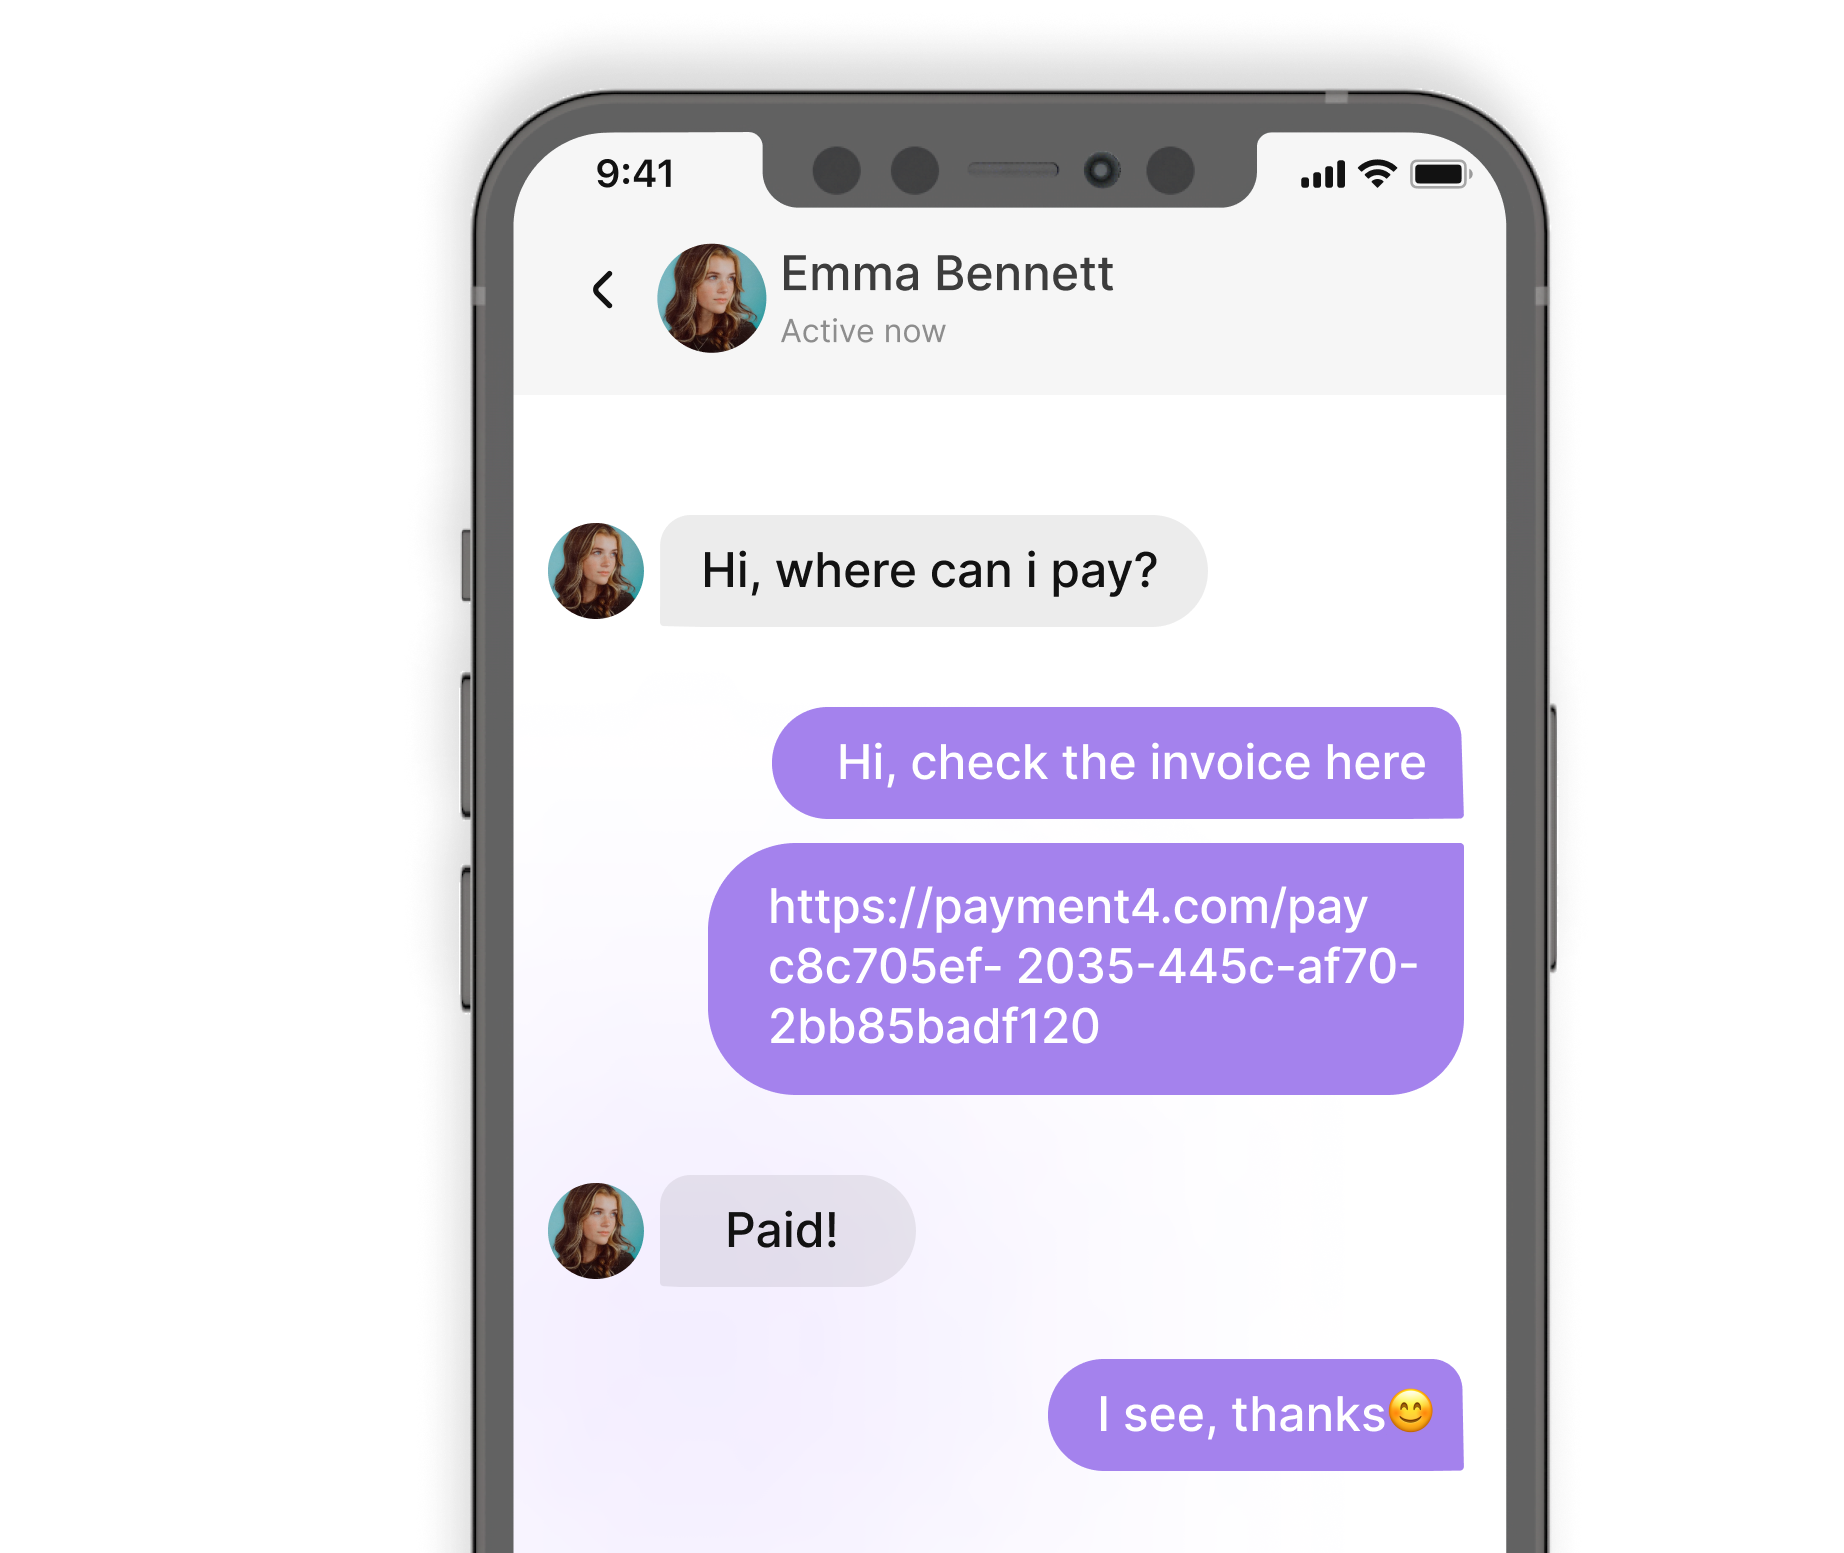 9:41
Emma Bennett
Active now
Hi, where can i pay?
Hi, check the invoice here
https://payment4.com/pay
c8c705ef- 2035-445c-af70-
2bb85badf120
Paid!
I see, thanks😊